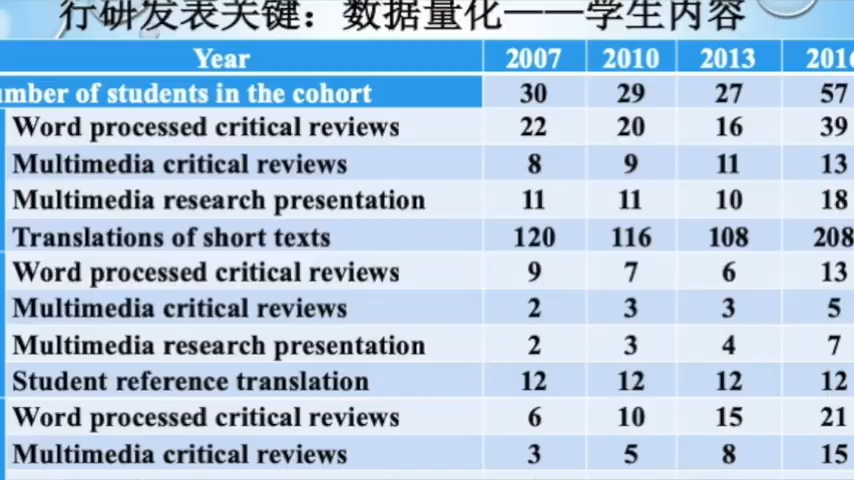 行研发表关键：数据量化——学生内容
Year 2007 2010 2013 201
mber of students in the cohort 30 29 27 57
Word processed critical reviews 22 20 16 39
Multimedia critical reviews 8 9 11 13
Multimedia research presentation 11 11 10 18
Translations of short texts 120 116 108 208
Word processed critical reviews 9 7 6 13
Multimedia critical reviews 2 3 3 5
Multimedia research presentation 2 3 4 7
Student reference translation 12 12 12 12
Word processed critical reviews 6 10 15 21
Multimedia critical reviews 3 5 8 15